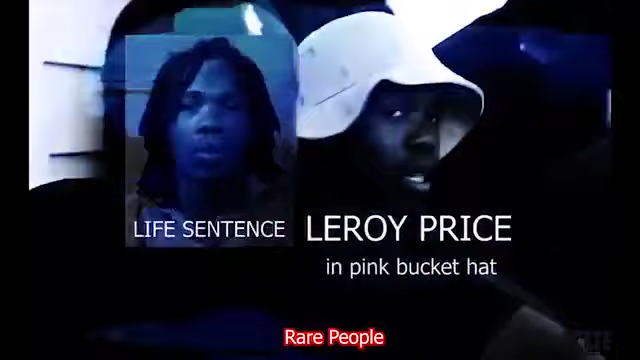 LIFE SENTENCE
LEROY PRICE
in pink bucket hat
Rare People